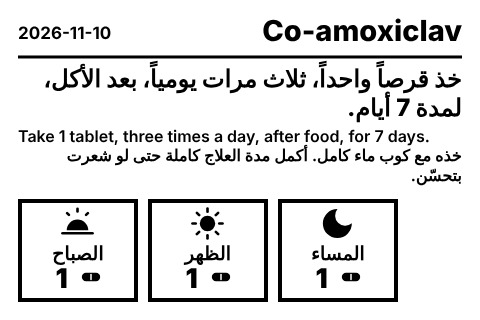 Co-amoxiclav
2026-11-10
خذ قرصاً واحداً، ثلاث مرات يومياً، بعد الأكل،
لمدة 7 أيام.
Take 1 tablet, three times a day, after food, for 7 days.
خذه مع كوب ماء كامل. أكمل مدة العلاج كاملة حتى لو شعرت
بتحسّن.
الصباح
1
الظهر
1
المساء
1